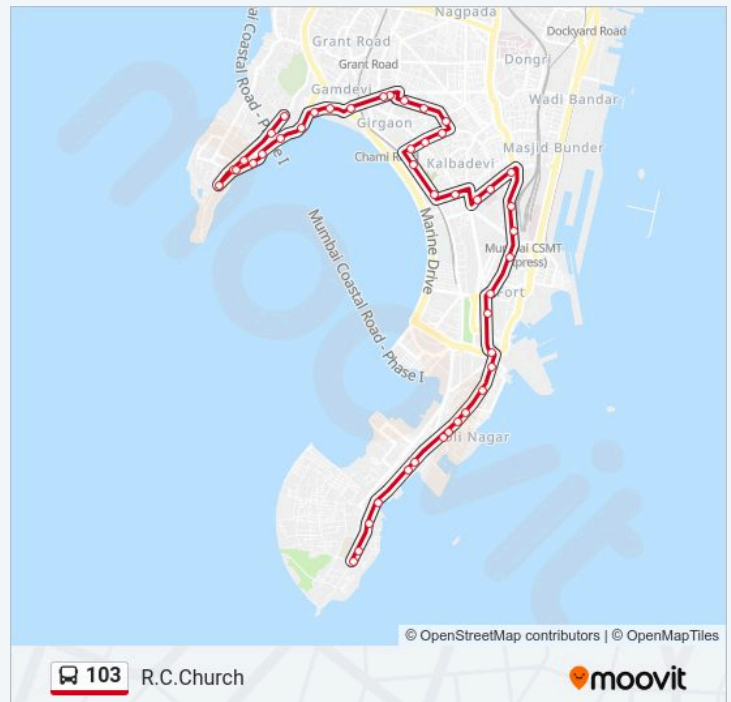 Nagpada
Dockyard Road
Grant Road
Dongri
Grant Road
Gamdevi
Wadi Bandar
Mumbai Coastal Road - Phase I
Girgaon
Masjid Bunder
Kalbadevi
Marine Drive
Mumbai Coastal Road - Phase I
Mumbai CSMT
Fort
Nagar
moovit
© OpenStreetMap contributors | © OpenMapTiles
103 R.C.Church
moovit